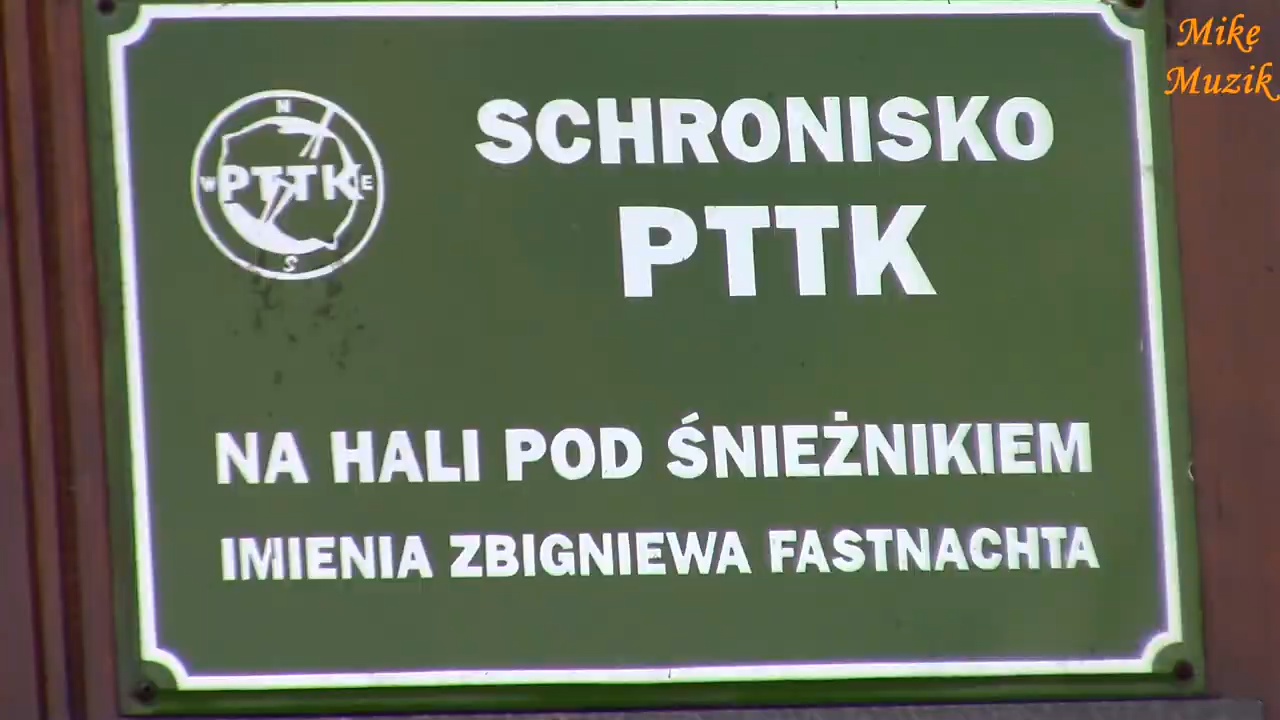 Mike
Muzik
N
W PTTK E
S
SCHRONISKO
PTTK
NA HALI POD ŚNIEŻNIKIEM
IMIENIA ZBIGNIEWA FASTNACHTA